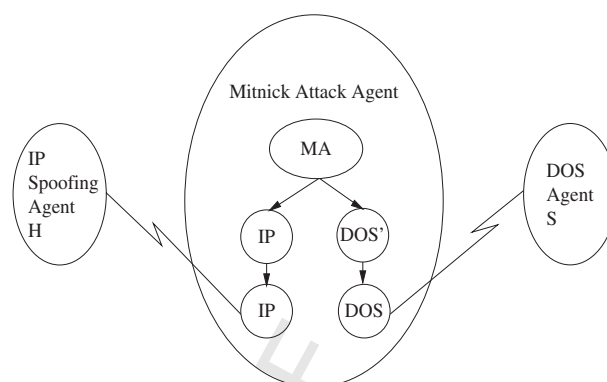 Mitnick Attack Agent
MA
IP
Spoofing
Agent
H
DOS
Agent
S
IP
DOS'
IP
DOS
E